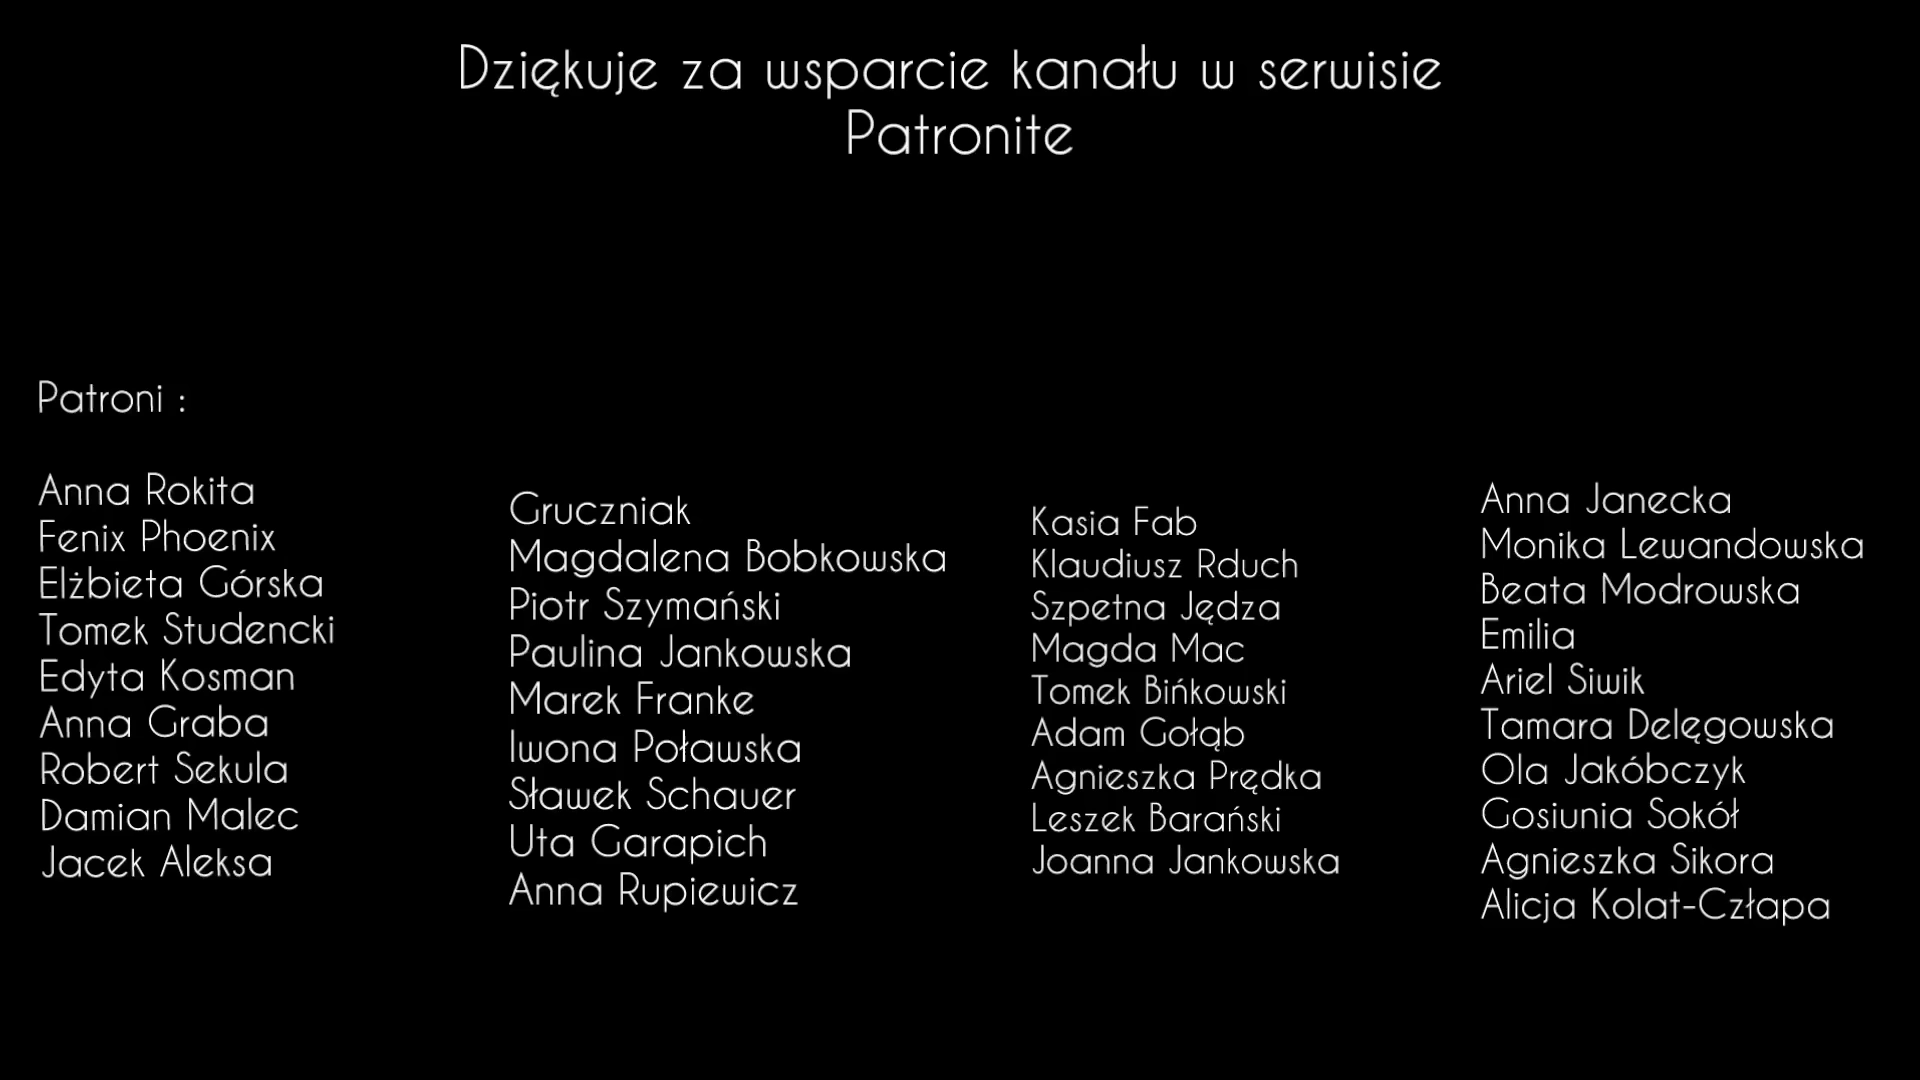 Dziękuje za wsparcie kanału w serwisie
Patronite
Patroni :
Anna Rokita
Fenix Phoenix
Elżbieta Górska
Tomek Studencki
Edyta Kosman
Anna Graba
Robert Sekula
Damian Malec
Jacek Aleksa
Gruczniak
Magdalena Bobkowska
Piotr Szymański
Paulina Jankowska
Marek Franke
Iwona Poławska
Sławek Schauer
Uta Garapich
Anna Rupiewicz
Kasia Fab
Klaudiusz Rduch
Szpetna Jędza
Magda Mac
Tomek Bińkowski
Adam Gołąb
Agnieszka Prędka
Leszek Barański
Joanna Jankowska
Anna Janecka
Monika Lewandowska
Beata Modrowska
Emilia
Ariel Siwik
Tamara Delęgowska
Ola Jakóbczyk
Gosiunia Sokół
Agnieszka Sikora
Alicja Kolat-Człapa